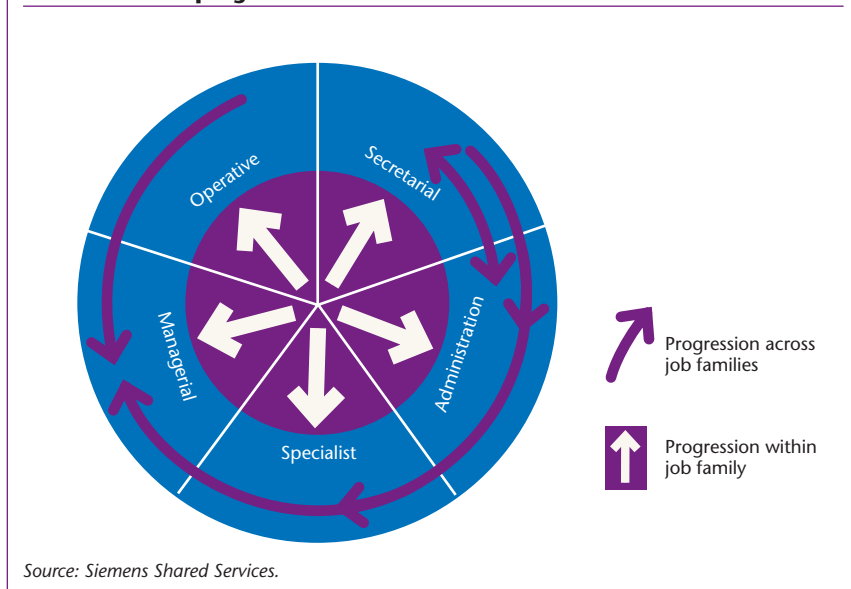 Operative
Secretarial
Managerial
Administration
Specialist
Progression across
job families
Progression within
job family
Source: Siemens Shared Services.